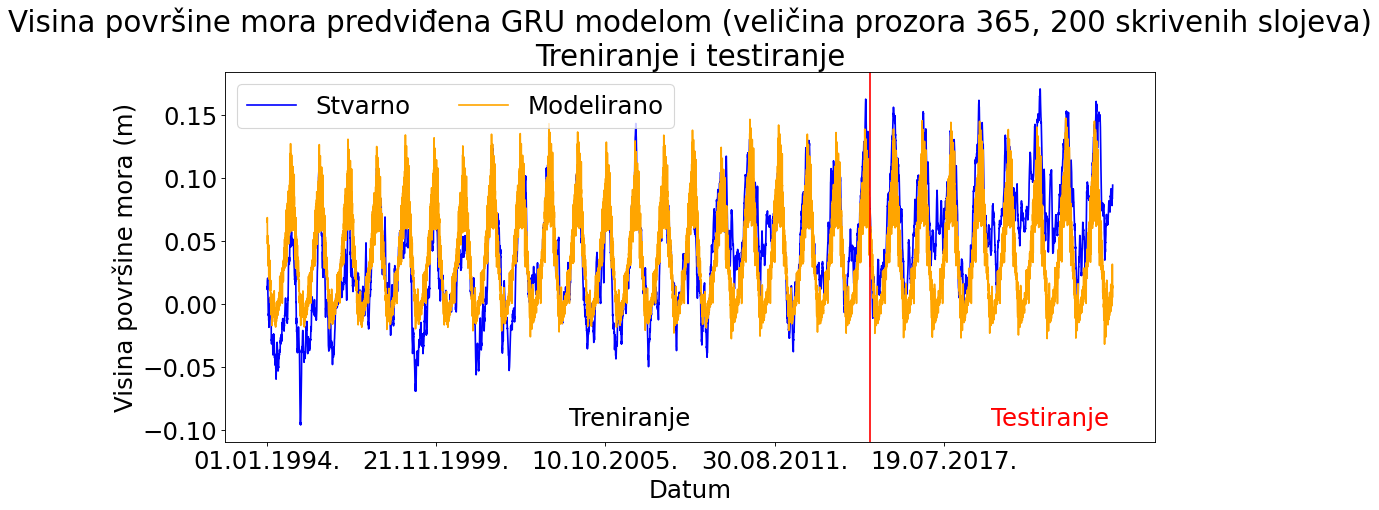 Visina površine mora predviđena GRU modelom (veličina prozora 365, 200 skrivenih slojeva)
Treniranje i testiranje
Stvarno
Modelirano
Visina površine mora (m)
0.15
0.10
0.05
0.00
−0.05
−0.10
Treniranje
Testiranje
01.01.1994.
21.11.1999.
10.10.2005.
30.08.2011.
19.07.2017.
Datum